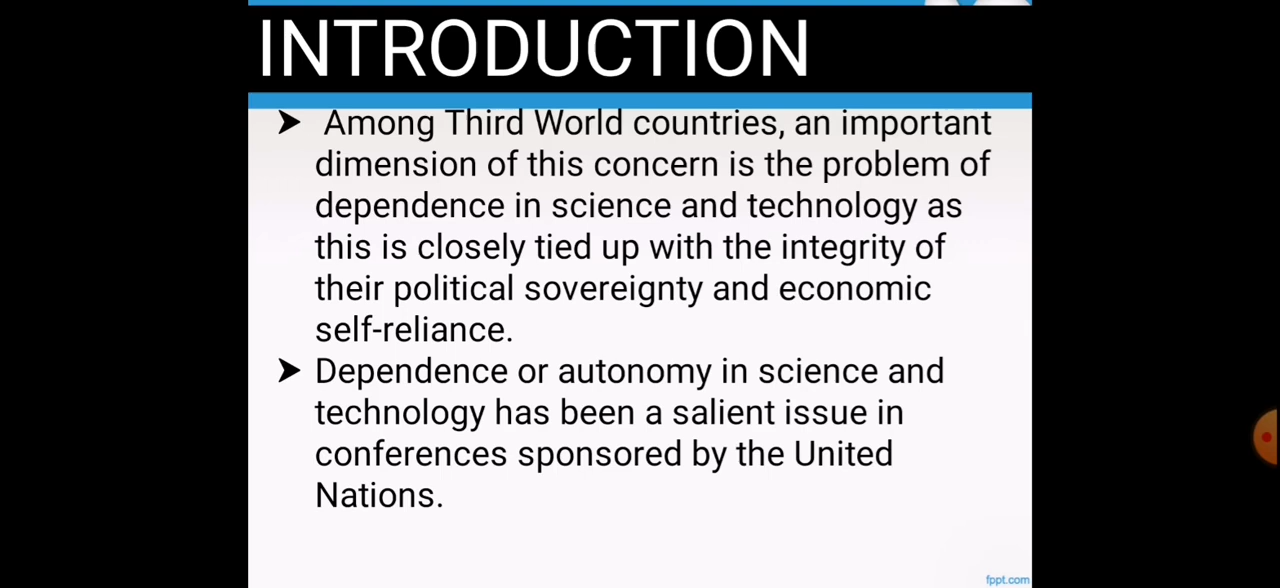 INTRODUCTION
➤ Among Third World countries, an important
dimension of this concern is the problem of
dependence in science and technology as
this is closely tied up with the integrity of
their political sovereignty and economic
self-reliance.
➤ Dependence or autonomy in science and
technology has been a salient issue in
conferences sponsored by the United
Nations.
fppt.com